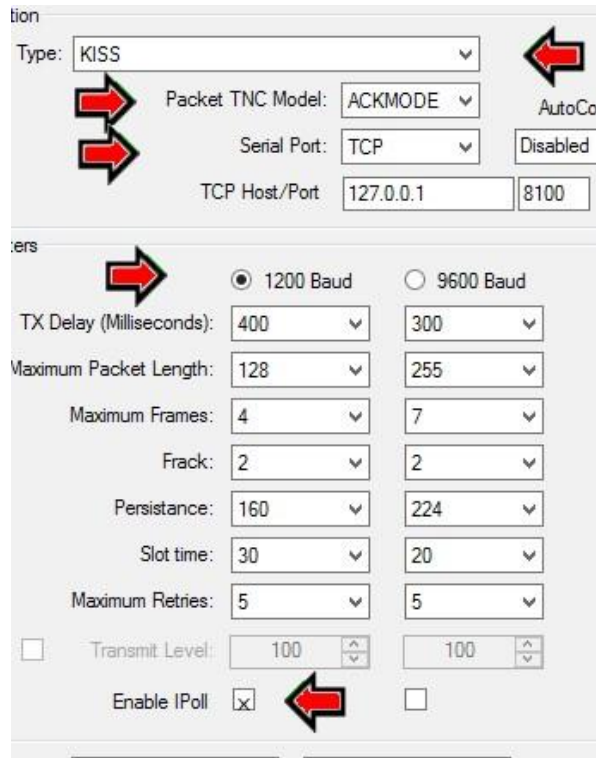 tion
Type: KISS
Packet TNC Model: ACKMODE
AutoCo
Serial Port: TCP Disabled
TCP Host/Port 127.0.0.1 8100
ers
1200 Baud 9600 Baud
TX Delay (Milliseconds): 400 300
Maximum Packet Length: 128 255
Maximum Frames: 4 7
Frack: 2 2
Persistance: 160 224
Slot time: 30 20
Maximum Retries: 5 5
Transmit Level: 100 100
Enable IPoll x